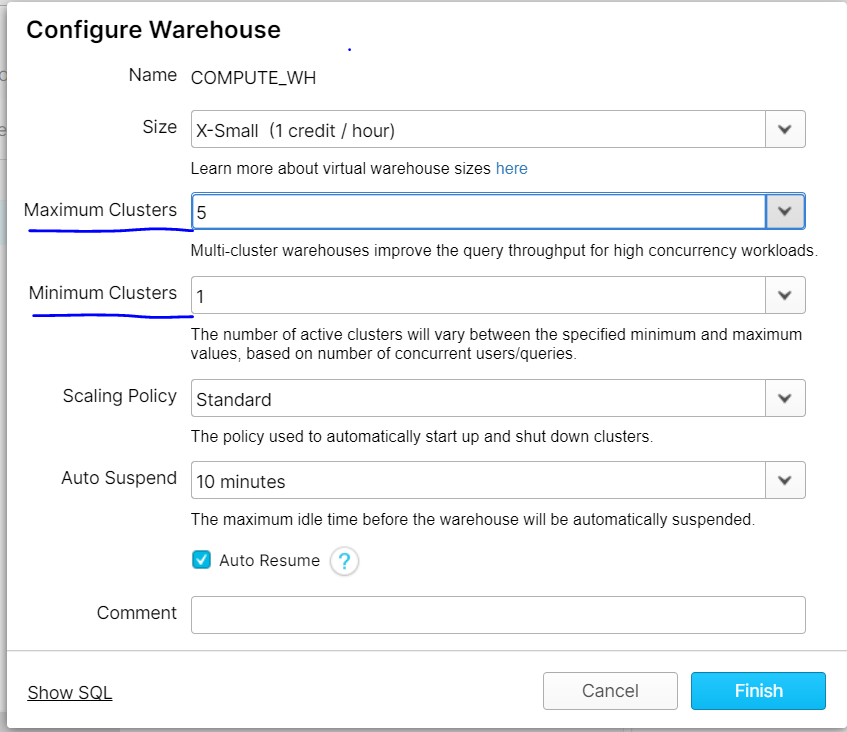 Configure Warehouse
Name COMPUTE_WH
Size X-Small (1 credit / hour)
Learn more about virtual warehouse sizes here
Maximum Clusters 5
Multi-cluster warehouses improve the query throughput for high concurrency workloads.
Minimum Clusters 1
The number of active clusters will vary between the specified minimum and maximum
values, based on number of concurrent users/queries.
Scaling Policy Standard
The policy used to automatically start up and shut down clusters.
Auto Suspend 10 minutes
The maximum idle time before the warehouse will be automatically suspended.
Auto Resume ?
Comment
Show SQL Cancel Finish